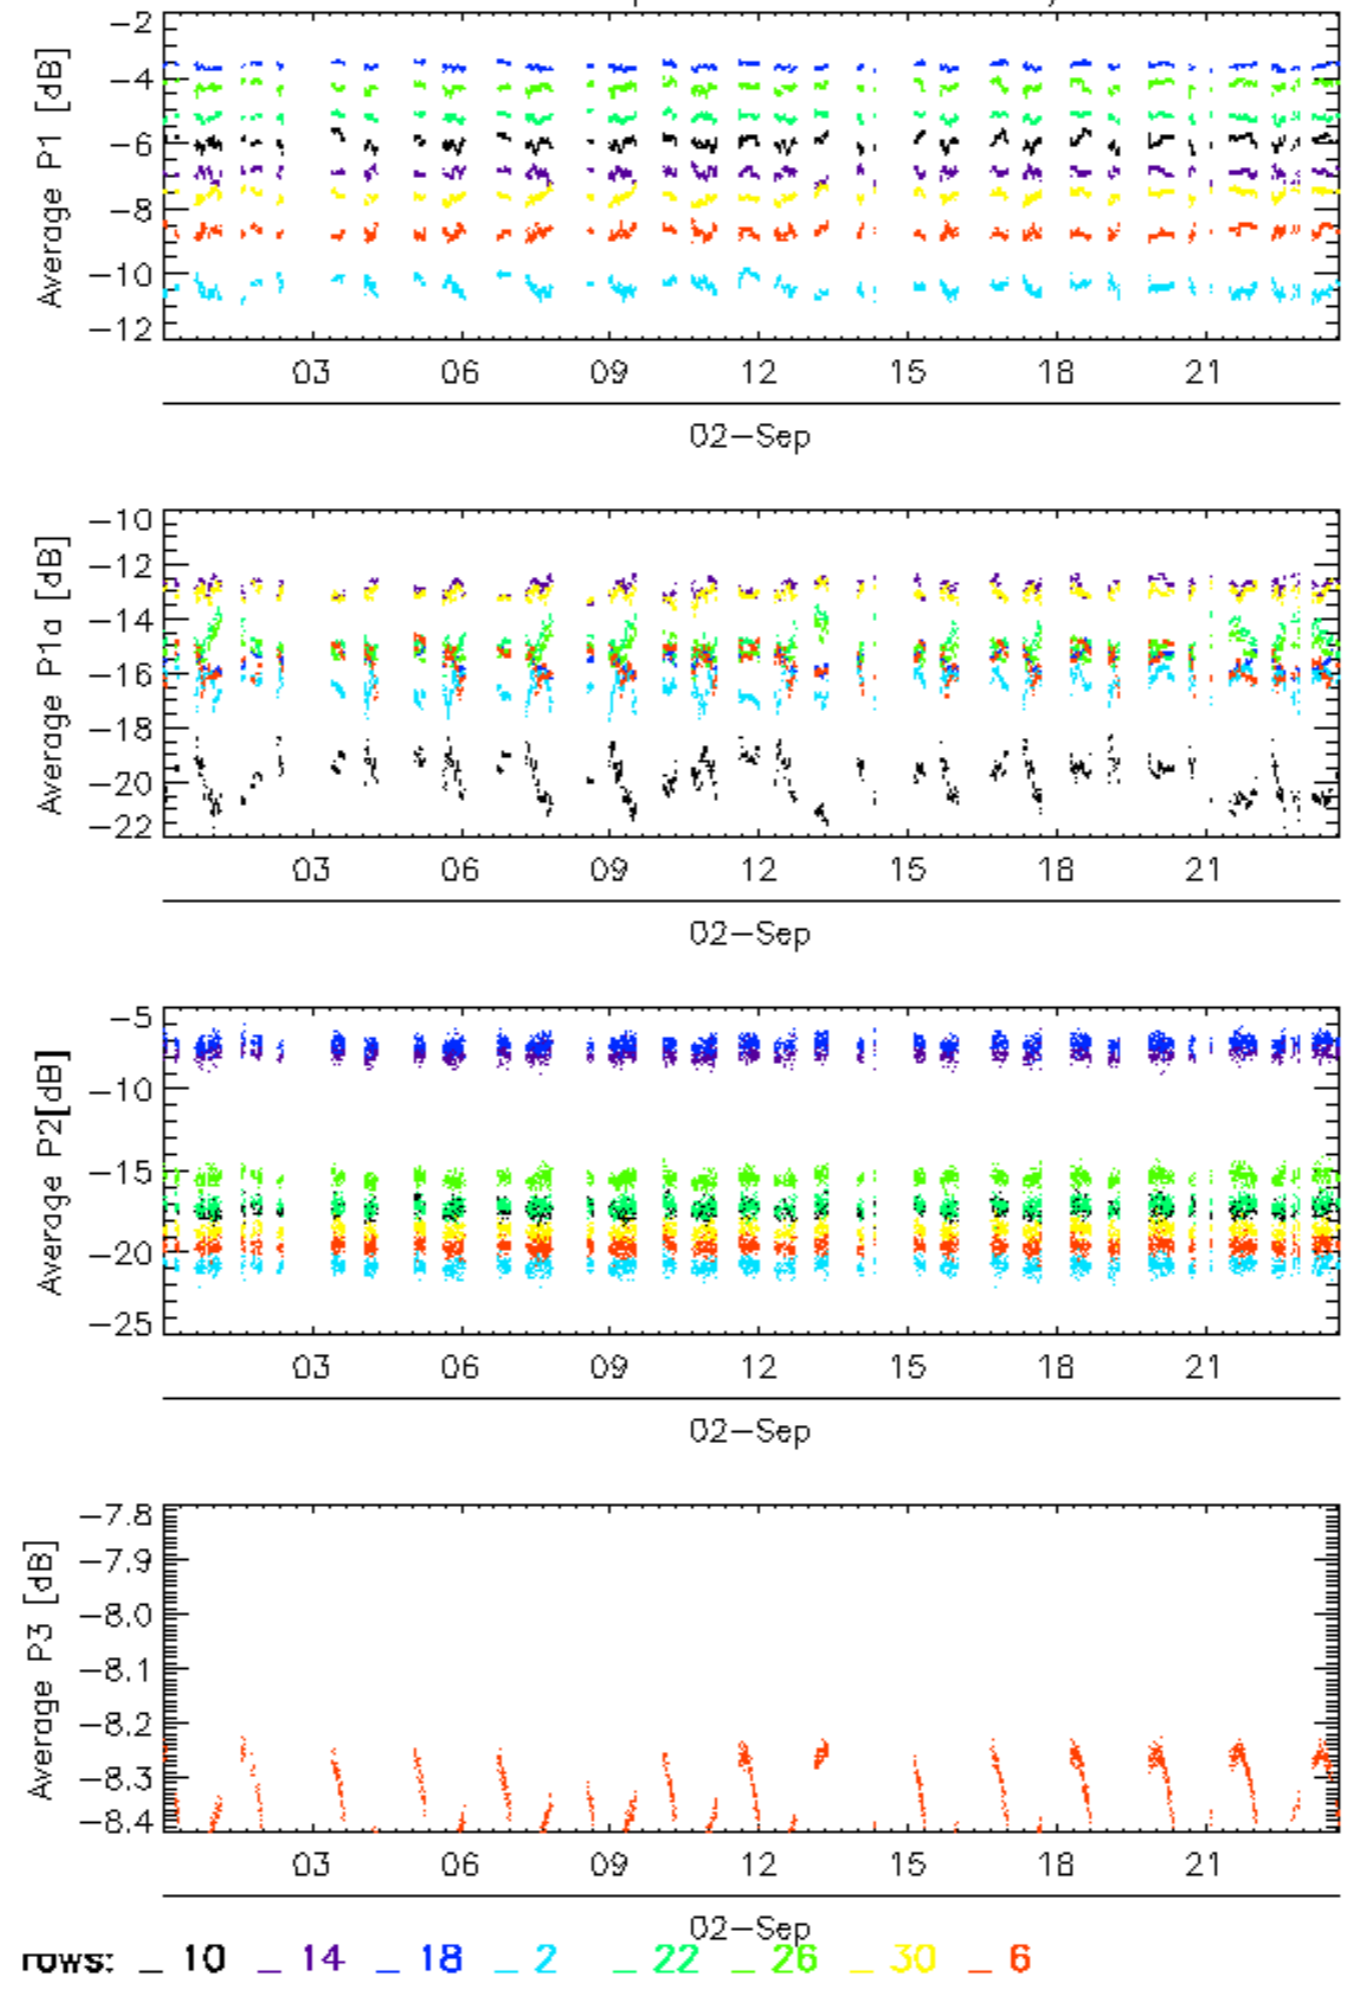 Average P1 [dB]
-2
-4
-6
-8
-10
-12
03 06 09 12 15 18 21
02-Sep
Average P1a [dB]
-10
-12
-14
-16
-18
-20
-22
03 06 09 12 15 18 21
02-Sep
Average P2[dB]
-5
-10
-15
-20
-25
03 06 09 12 15 18 21
02-Sep
Average P3 [dB]
-7.8
-7.9
-8.0
-8.1
-8.2
-8.3
-8.4
03 06 09 12 15 18 21
02-Sep
rows: _ 10 _ 14 _ 18 _ 2 _ 22 _ 26 _ 30 _ 6